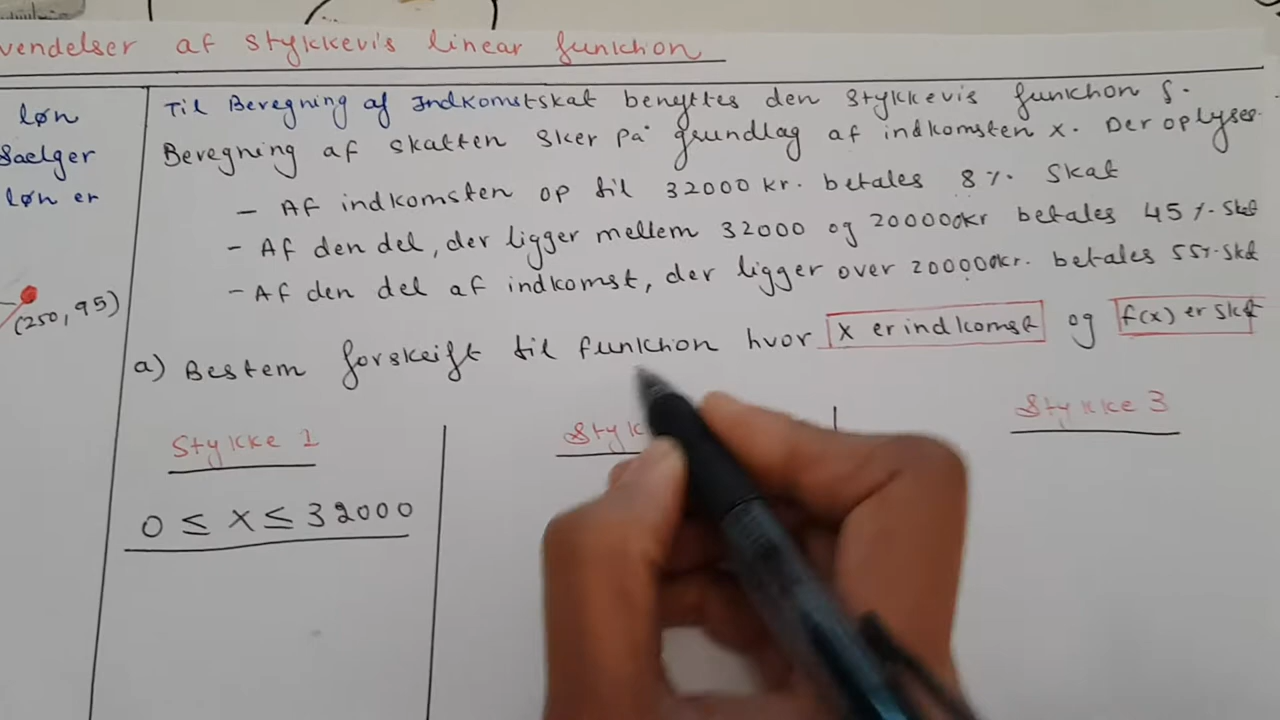 vendelser af stykkevis linear funktion
løn
Saelger
løn er
(250, 95)
Til Beregning af Indkomstskat benyttes den stykkevis funktion f.
Beregning af skatten sker på grundlag af indkomsten x. Der oplyses
- Af indkomsten op til 32000 kr. betales 8 %. Skat
- Af den del, der ligger mellem 32000 og 200000kr betales 45 %. Skat
- Af den del af indkomst, der ligger over 200000kr. betales 55%. Skat
a) Bestem forskrift til funktion hvor x er indkomst og f(x) er Skat
Stykke 1
Styk
Stykke 3
0 ≤ x ≤ 32000